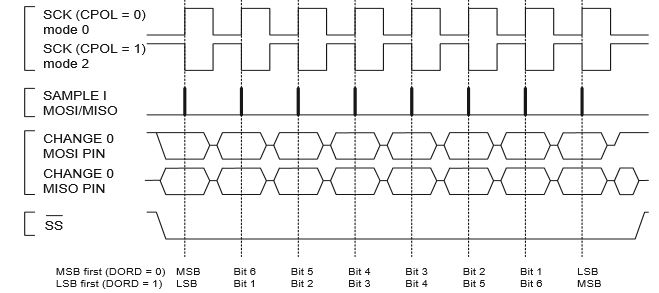 SCK (CPOL = 0)
mode 0
SCK (CPOL = 1)
mode 2
SAMPLE I
MOSI/MISO
CHANGE 0
MOSI PIN
CHANGE 0
MISO PIN
SS
MSB first (DORD = 0) MSB Bit 6 Bit 5 Bit 4 Bit 3 Bit 2 Bit 1 LSB
LSB first (DORD = 1) LSB Bit 1 Bit 2 Bit 3 Bit 4 Bit 5 Bit 6 MSB